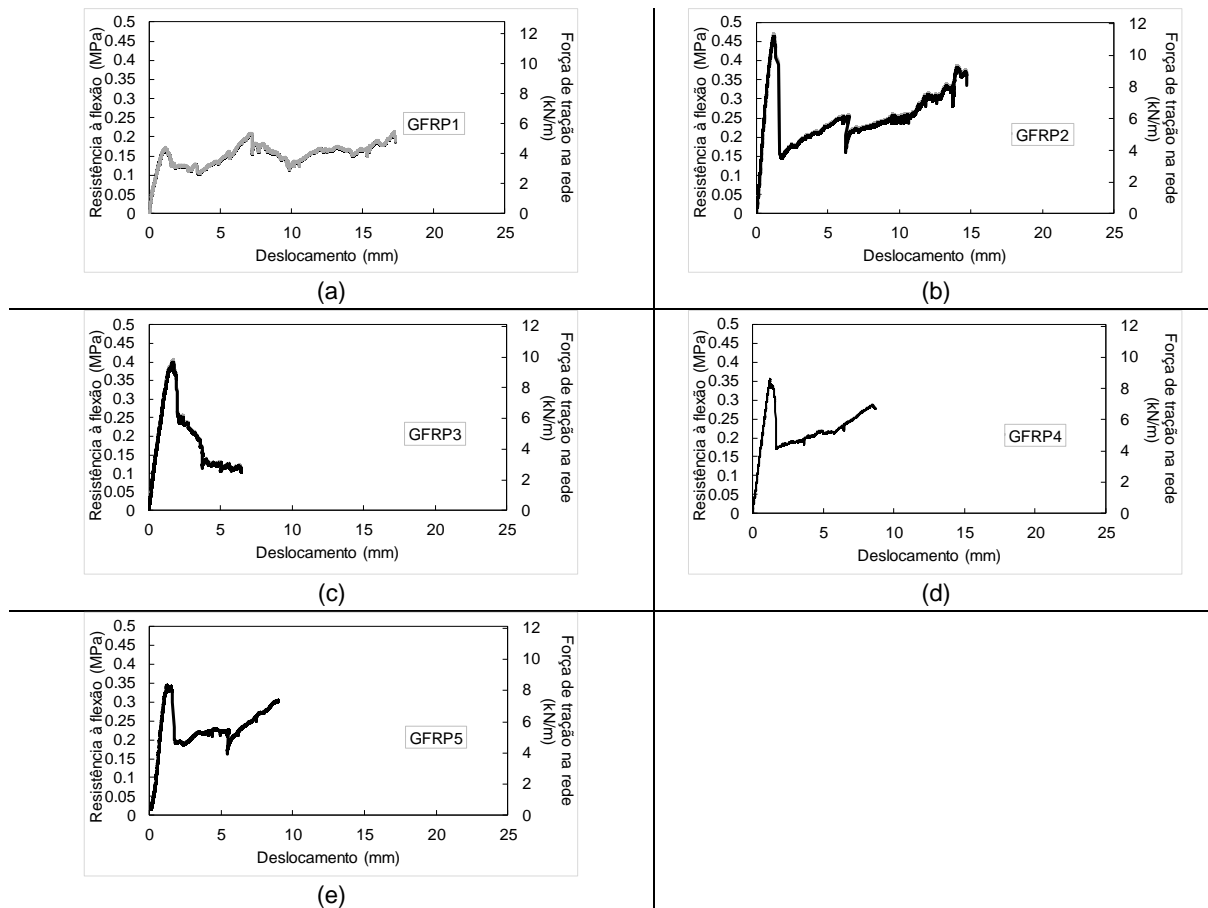 0.5
0.45
0.4
0.35
0.3
0.25
0.2
0.15
0.1
0.05
0
Resistência à flexão (MPa)
12
10
8
6
4
2
0
Força de tração na rede
(kN/m)
GFRP1
0 5 10 15 20 25
Deslocamento (mm)
(a)
0.5
0.45
0.4
0.35
0.3
0.25
0.2
0.15
0.1
0.05
0
Resistência à flexão (MPa)
12
10
8
6
4
2
0
Força de tração na rede
(kN/m)
GFRP2
0 5 10 15 20 25
Deslocamento (mm)
(b)
0.5
0.45
0.4
0.35
0.3
0.25
0.2
0.15
0.1
0.05
0
Resistência à flexão (MPa)
12
10
8
6
4
2
0
Força de tração na rede
(kN/m)
GFRP3
0 5 10 15 20 25
Deslocamento (mm)
(c)
0.5
0.45
0.4
0.35
0.3
0.25
0.2
0.15
0.1
0.05
0
Resistência à flexão (MPa)
12
10
8
6
4
2
0
Força de tração na rede
(kN/m)
GFRP4
0 5 10 15 20 25
Deslocamento (mm)
(d)
0.5
0.45
0.4
0.35
0.3
0.25
0.2
0.15
0.1
0.05
0
Resistência à flexão (MPa)
12
10
8
6
4
2
0
Força de tração na rede
(kN/m)
GFRP5
0 5 10 15 20 25
Deslocamento (mm)
(e)